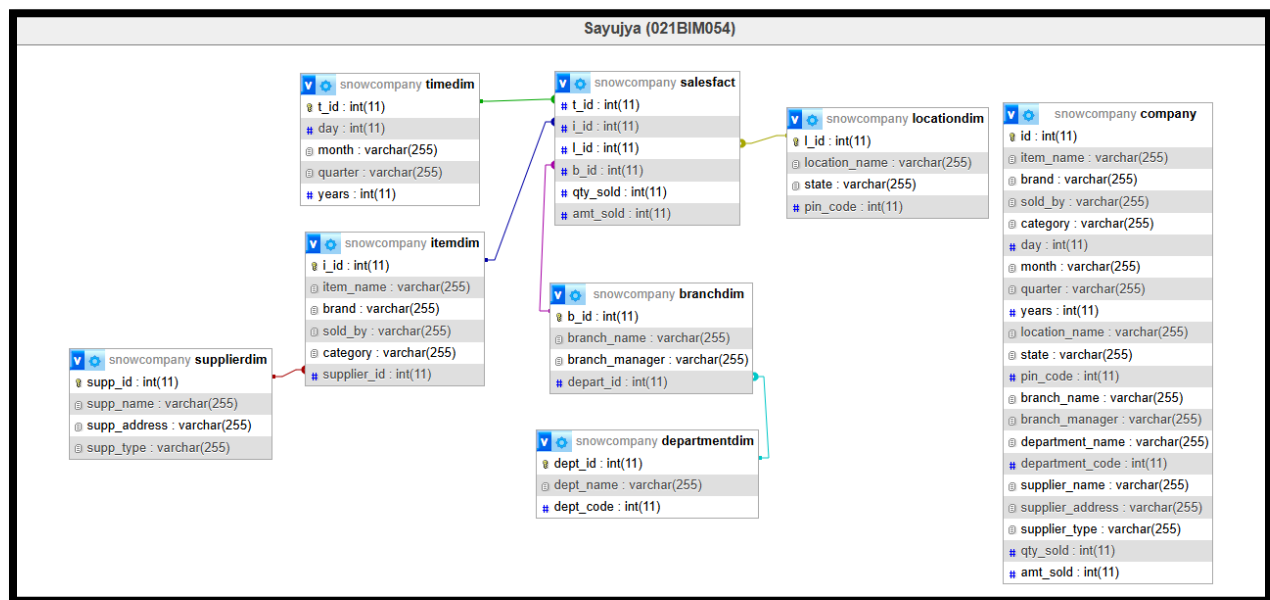 Sayujya (021BIM054)
snowcompany timedim
t_id : int(11)
day : int(11)
month : varchar(255)
quarter : varchar(255)
years : int(11)
snowcompany salesfact
t_id : int(11)
i_id : int(11)
l_id : int(11)
b_id : int(11)
qty_sold : int(11)
amt_sold : int(11)
snowcompany locationdim
l_id : int(11)
location_name : varchar(255)
state : varchar(255)
pin_code : int(11)
snowcompany company
id : int(11)
item_name : varchar(255)
brand : varchar(255)
sold_by : varchar(255)
category : varchar(255)
day : int(11)
month : varchar(255)
quarter : varchar(255)
years : int(11)
location_name : varchar(255)
state : varchar(255)
pin_code : int(11)
branch_name : varchar(255)
branch_manager : varchar(255)
department_name : varchar(255)
department_code : int(11)
supplier_name : varchar(255)
supplier_address : varchar(255)
supplier_type : varchar(255)
qty_sold : int(11)
amt_sold : int(11)
snowcompany itemdim
i_id : int(11)
item_name : varchar(255)
brand : varchar(255)
sold_by : varchar(255)
category : varchar(255)
supplier_id : int(11)
snowcompany branchdim
b_id : int(11)
branch_name : varchar(255)
branch_manager : varchar(255)
depart_id : int(11)
snowcompany supplierdim
supp_id : int(11)
supp_name : varchar(255)
supp_address : varchar(255)
supp_type : varchar(255)
snowcompany departmentdim
dept_id : int(11)
dept_name : varchar(255)
dept_code : int(11)